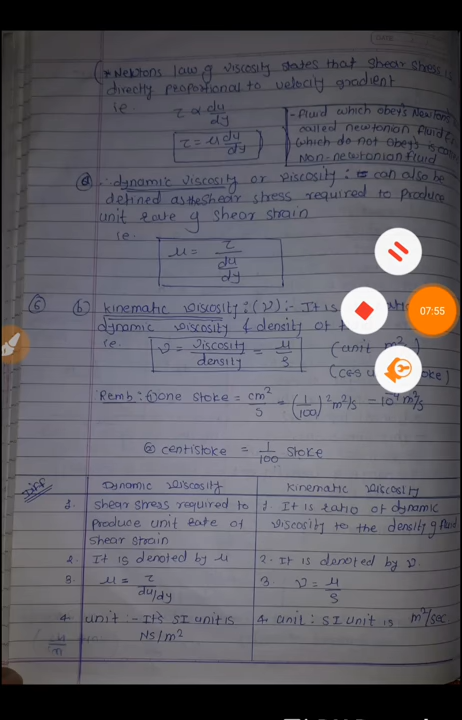 * Newtons law of viscosity states that shear stress is
directly proportional to velocity gradient
i.e. τ ∝ du/dy
τ = μ du/dy
- Fluid which obeys Newtons
called newtonian fluid &
which do not obeys is
Non-newtonian fluid
(a) ∴ dynamic viscosity or viscosity :- can also be
defined as the shear stress required to produce
unit rate of shear strain
i.e. μ = τ / (du/dy)
07:55
⑥ (b) kinematic viscosity :(ν) :- It is
dynamic viscosity & density of
i.e. ν = viscosity/density = μ/ρ (unit m²
(CGS
Remb : ① one stoke = cm²/s = (1/100)² m²/s = 10⁻⁴ m²/s
② centistoke = 1/100 stoke
Diff
Dynamic viscosity | Kinematic viscosity
1. shear stress required to | 1. It is ratio of dynamic
produce unit rate of | viscosity to the density of fluid
shear strain
2. It is denoted by μ | 2. It is denoted by ν
3. μ = τ / du/dy | 3. ν = μ/ρ
4. unit :- Its SI unit is | 4. unit : SI unit is m²/sec
Ns/m²